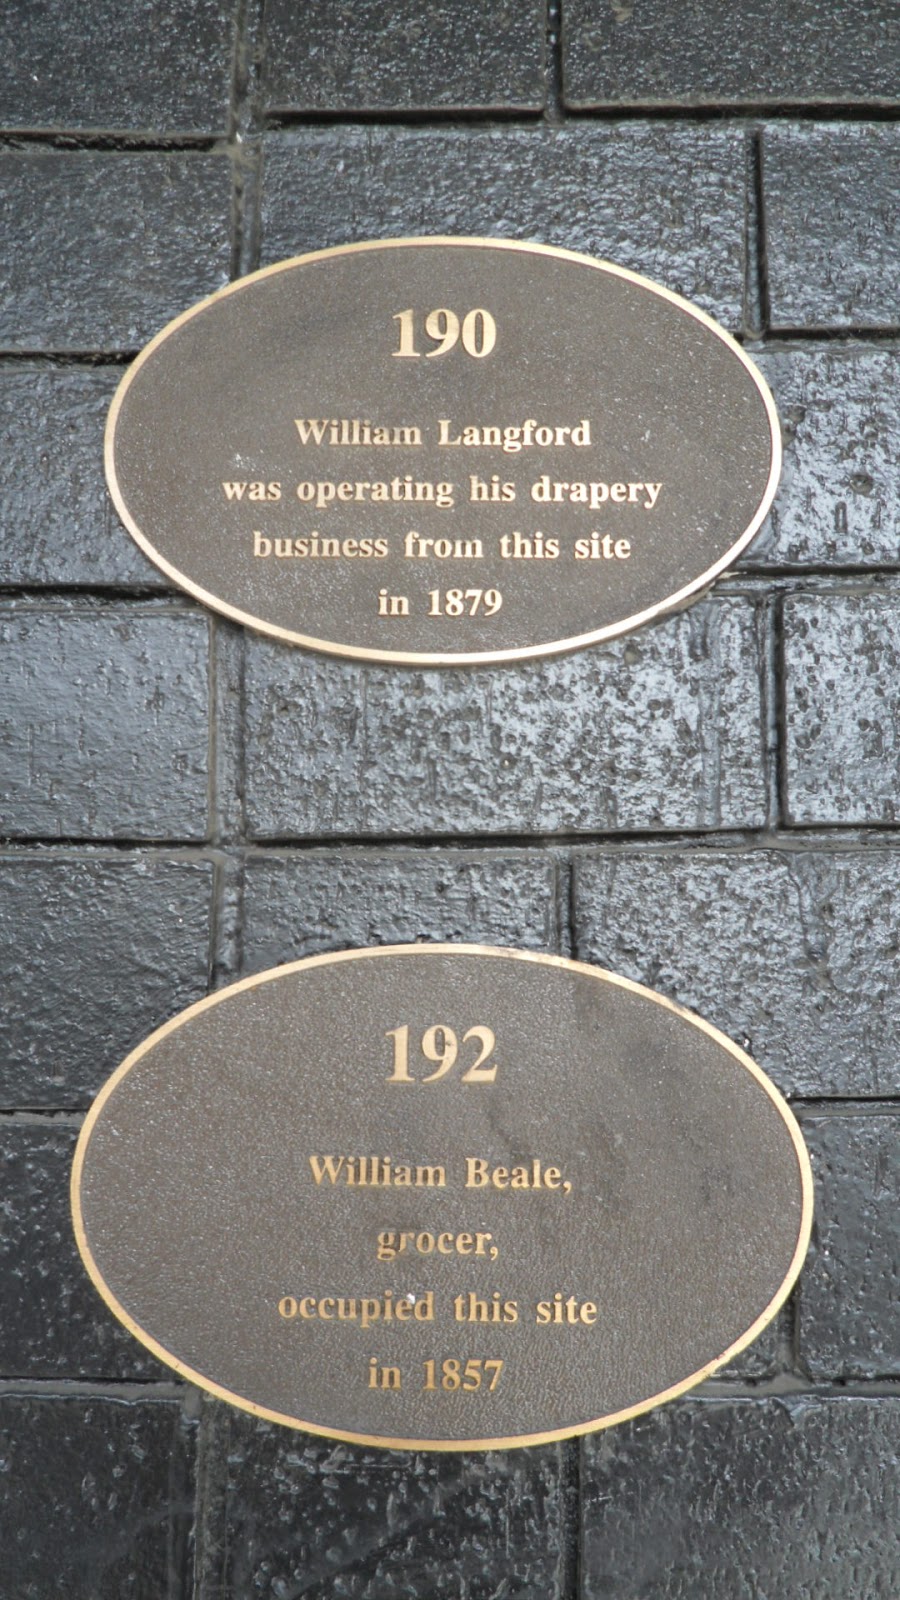 190
William Langford
was operating his drapery
business from this site
in 1879
192
William Beale,
grocer,
occupied this site
in 1857